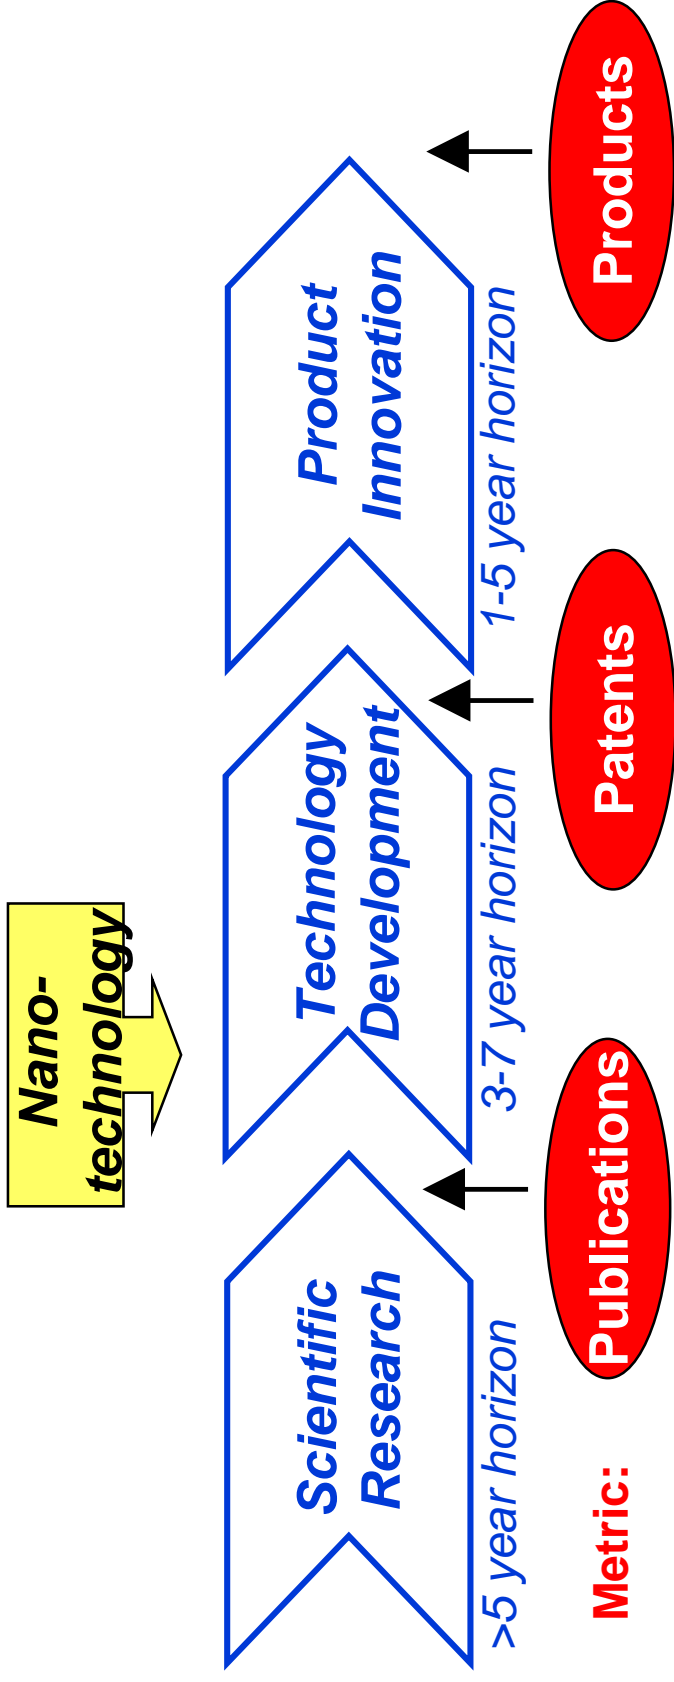 Nano-
technology
Scientific
Research
Technology
Development
Product
Innovation
>5 year horizon
3-7 year horizon
1-5 year horizon
Metric:
Publications
Patents
Products